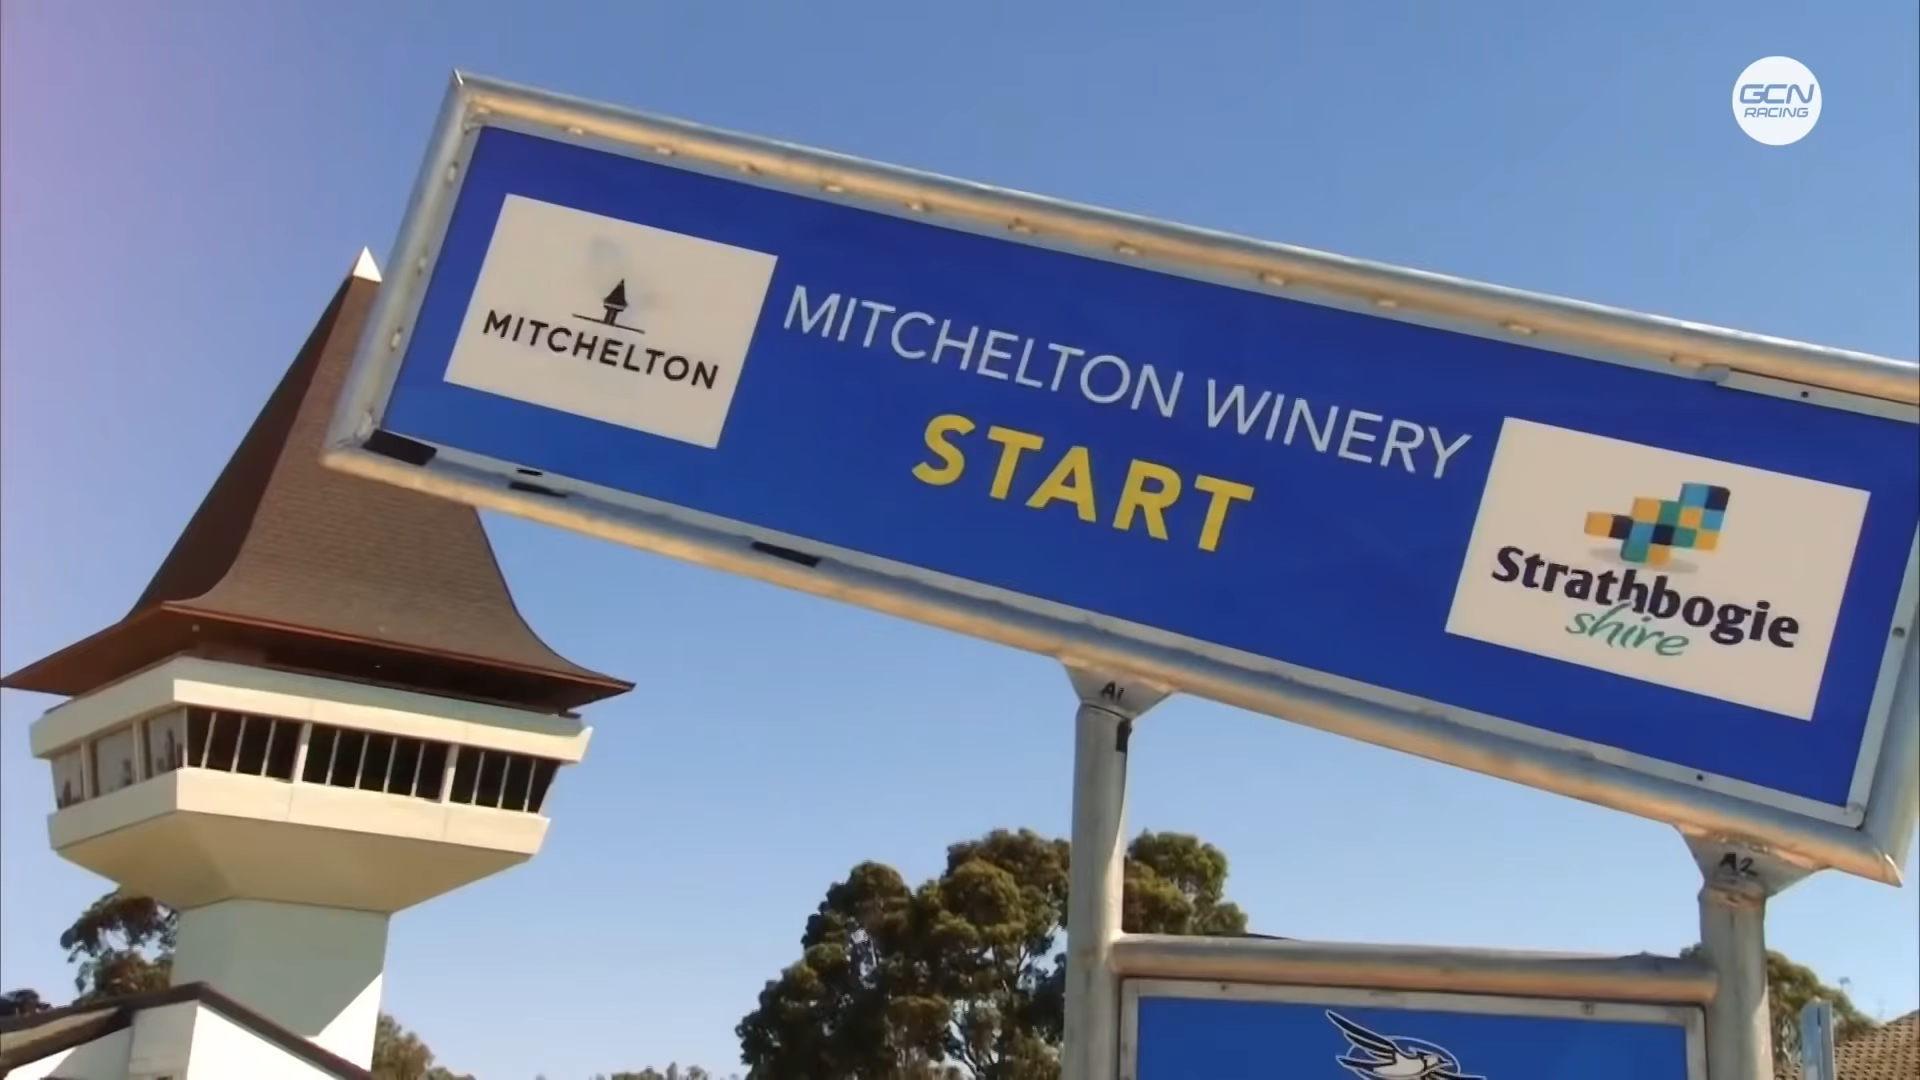 GCN
RACING
MITCHELTON
MITCHELTON WINERY
START
Strathbogie
shire
A1
A2